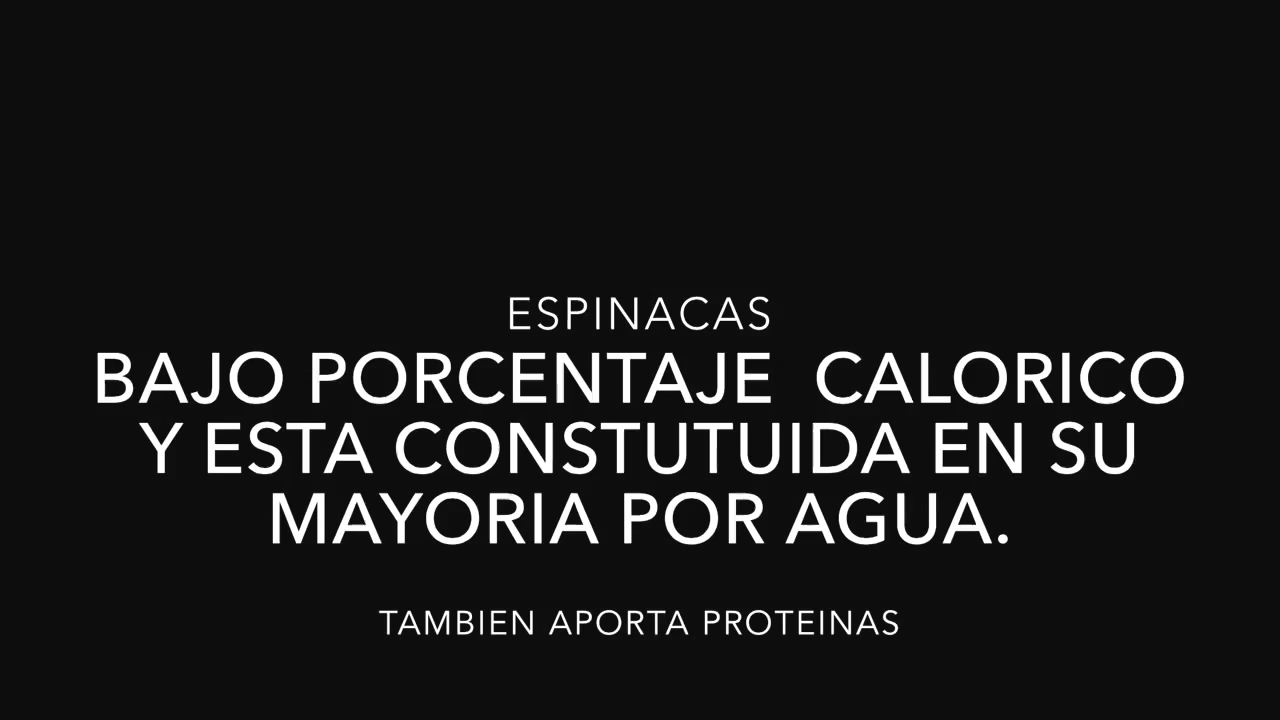 ESPINACAS
BAJO PORCENTAJE  CALORICO
Y ESTA CONSTUTUIDA EN SU
MAYORIA POR AGUA.
TAMBIEN APORTA PROTEINAS